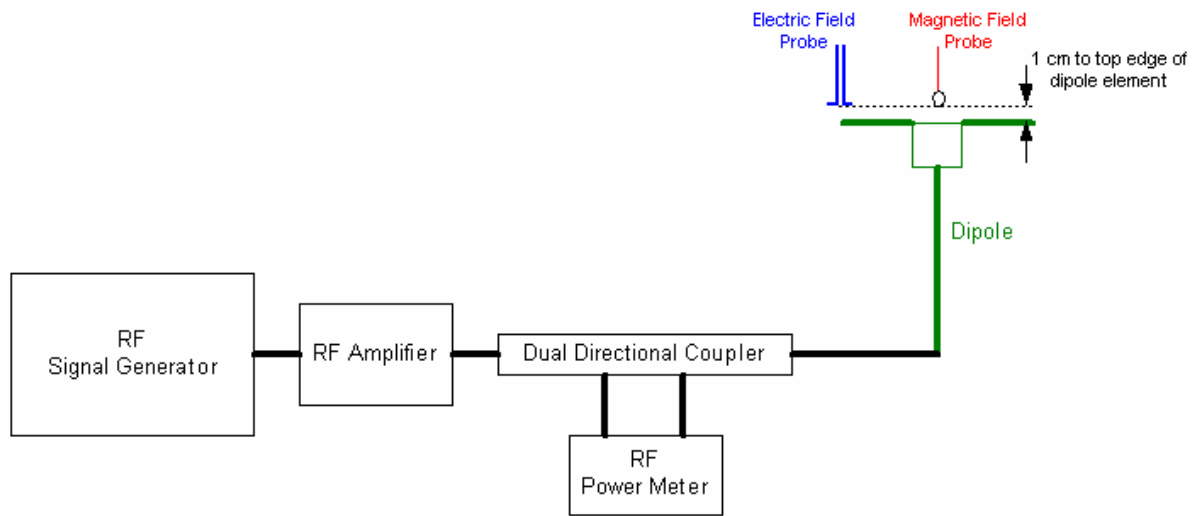 Electric Field
Probe
Magnetic Field
Probe
1 cm to top edge of
dipole element
Dipole
RF
Signal Generator
RF Amplifier
Dual Directional Coupler
RF
Power Meter